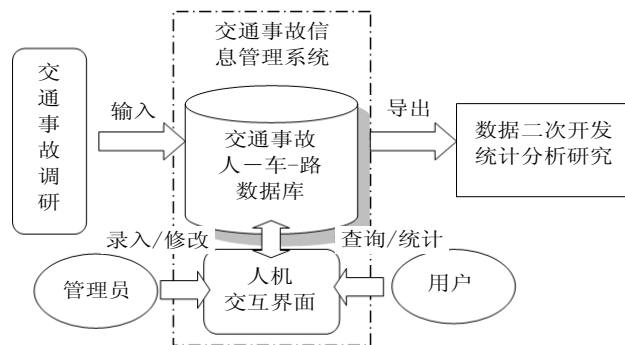 交通事故信
息管理系统
交
通
事
故
调
研
输入
交通事故
人－车-路
数据库
导出
数据二次开发
统计分析研究
录入/修改
查询/统计
管理员
人机
交互界面
用户